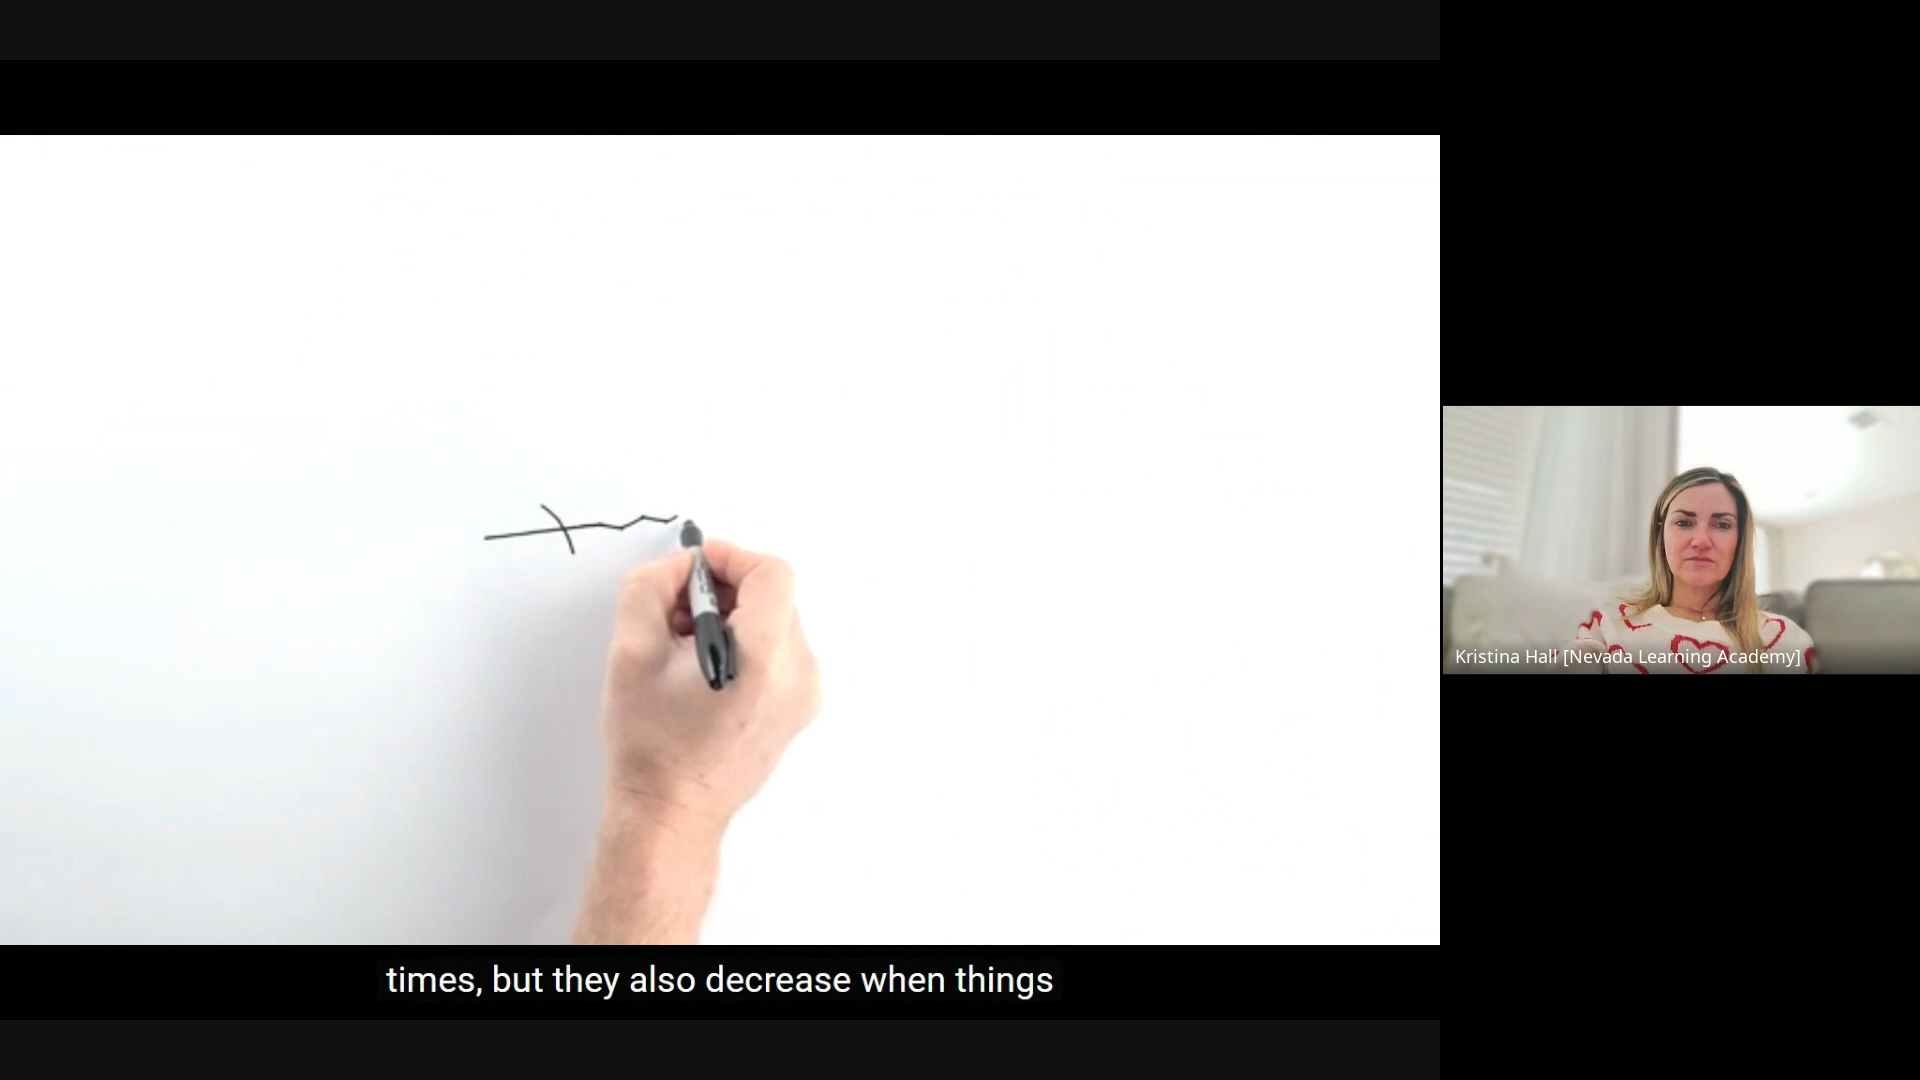 Kristina Hall [Nevada Learning Academy]
times, but they also decrease when things